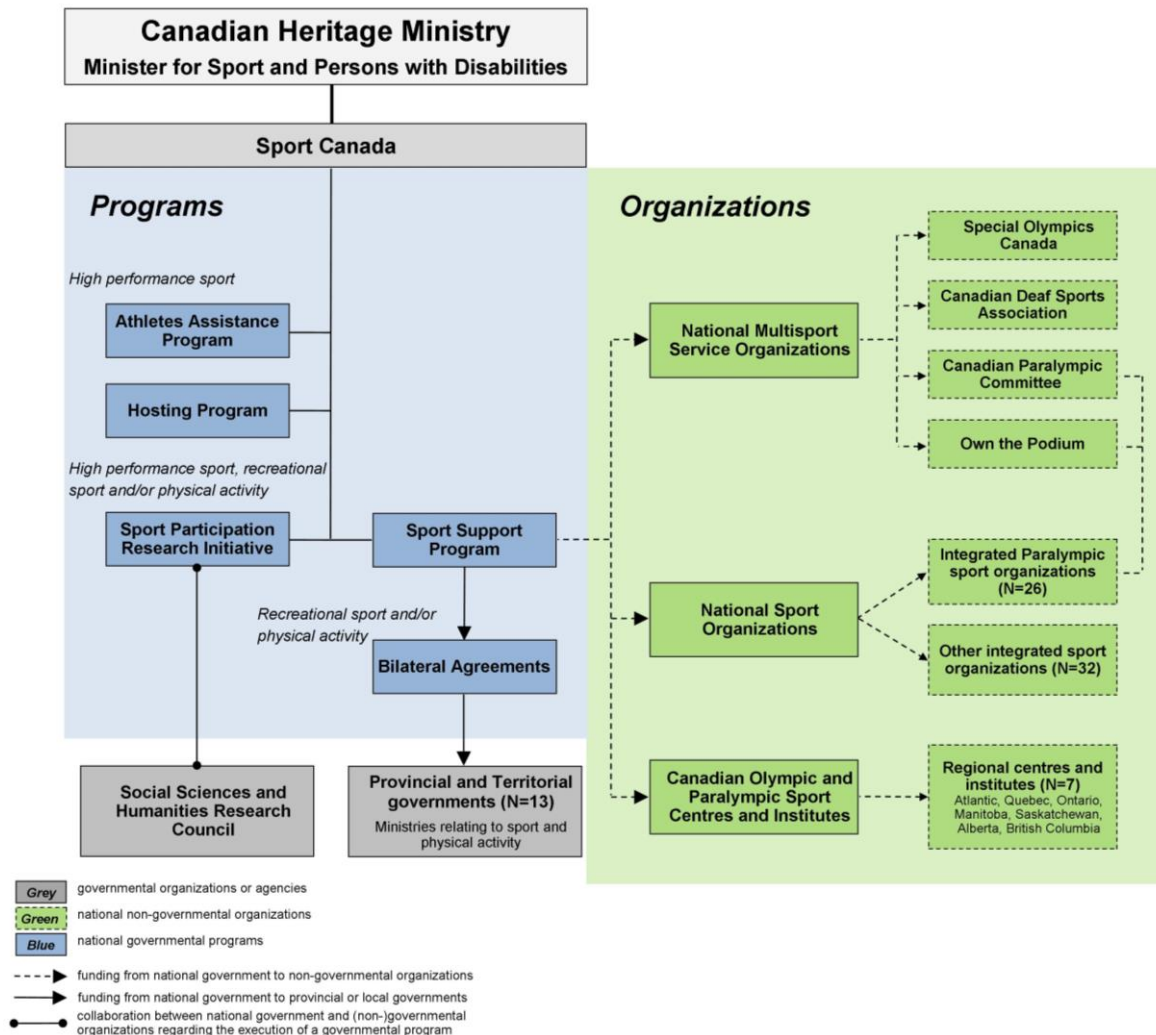 Canadian Heritage Ministry
Minister for Sport and Persons with Disabilities
Sport Canada
Programs
High performance sport
Athletes Assistance
Program
Hosting Program
High performance sport, recreational
sport and/or physical activity
Sport Participation
Research Initiative
Sport Support
Program
Recreational sport and/or
physical activity
Bilateral Agreements
Social Sciences and
Humanities Research
Council
Provincial and Territorial
governments (N=13)
Ministries relating to sport and
physical activity
Organizations
National Multisport
Service Organizations
Special Olympics
Canada
Canadian Deaf Sports
Association
Canadian Paralympic
Committee
Own the Podium
National Sport
Organizations
Integrated Paralympic
sport organizations
(N=26)
Other integrated sport
organizations (N=32)
Canadian Olympic and
Paralympic Sport
Centres and Institutes
Regional centres and
institutes (N=7)
Atlantic, Quebec, Ontario,
Manitoba, Saskatchewan,
Alberta, British Columbia
Grey governmental organizations or agencies
Green national non-governmental organizations
Blue national governmental programs
funding from national government to non-governmental organizations
funding from national government to provincial or local governments
collaboration between national government and (non-)governmental
organizations regarding the execution of a governmental program